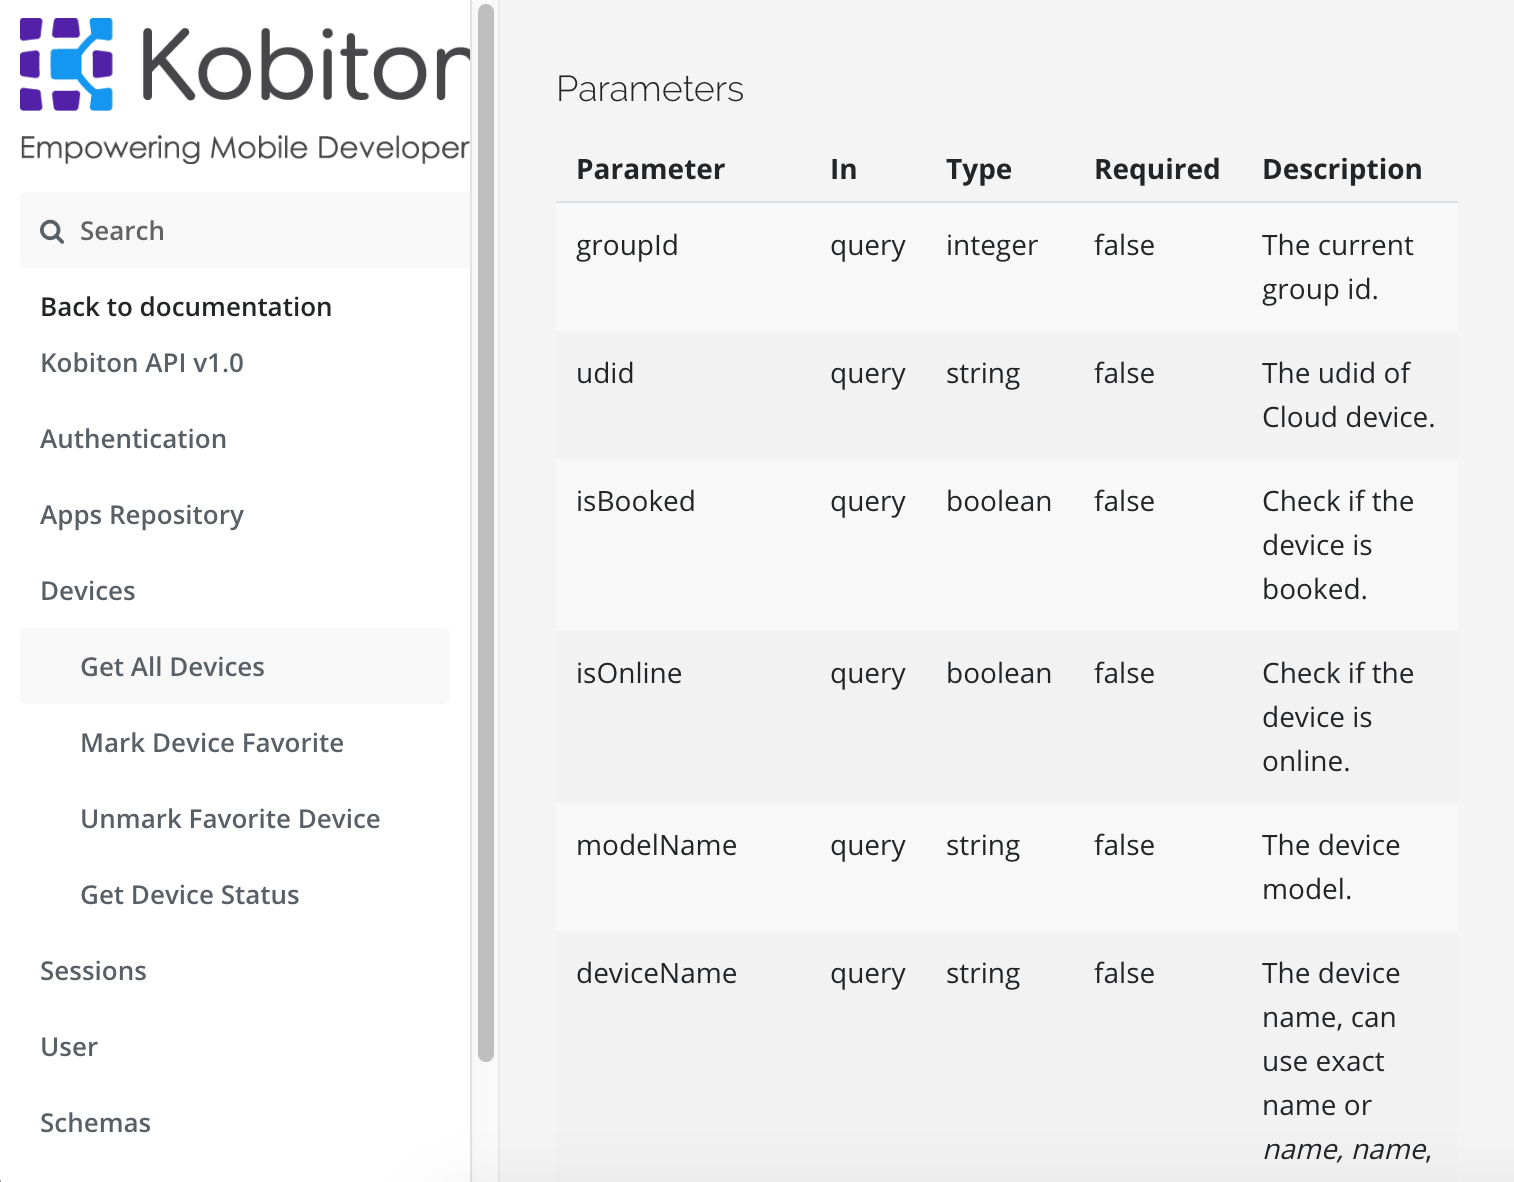 Kobiton
Empowering Mobile Developer
Search
Back to documentation
Kobiton API v1.0
Authentication
Apps Repository
Devices
Get All Devices
Mark Device Favorite
Unmark Favorite Device
Get Device Status
Sessions
User
Schemas
Parameters
Parameter In Type Required Description
groupId query integer false The current
group id.
udid query string false The udid of
Cloud device.
isBooked query boolean false Check if the
device is
booked.
isOnline query boolean false Check if the
device is
online.
modelName query string false The device
model.
deviceName query string false The device
name, can
use exact
name or
name, name,